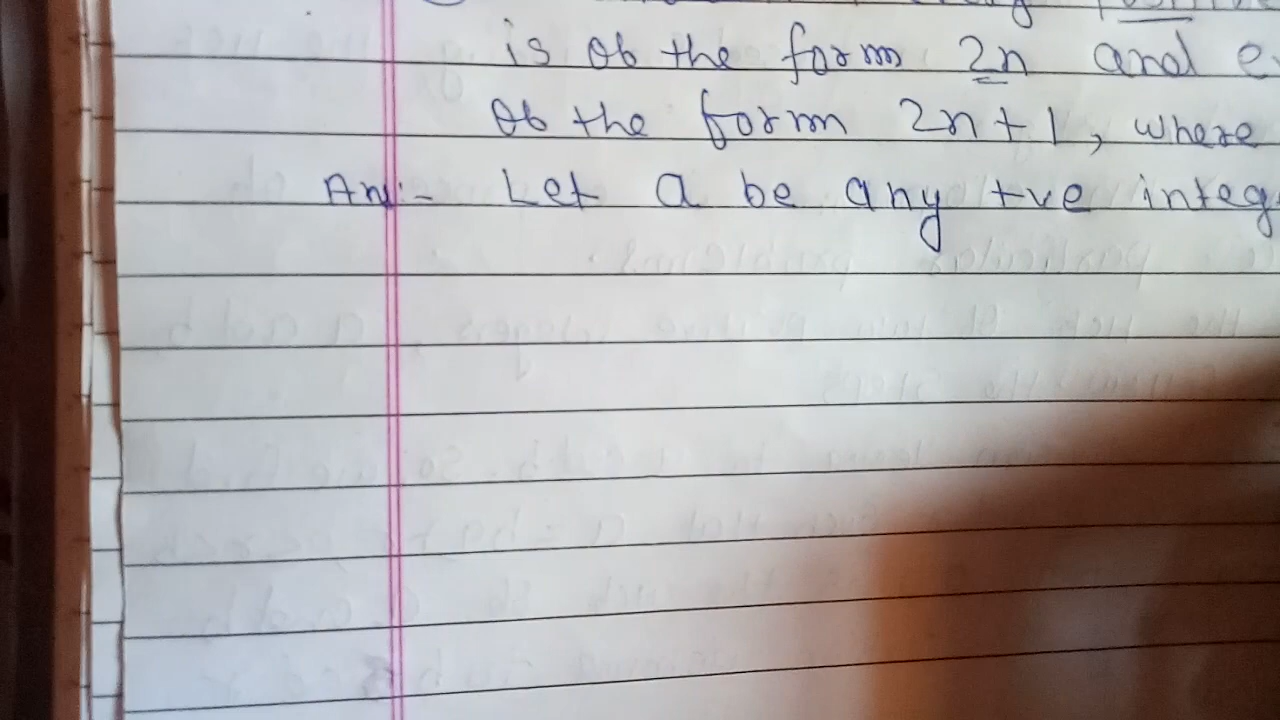 is of the form 2n and
of the form 2n+1, where
Ans:- Let a be any +ve integ